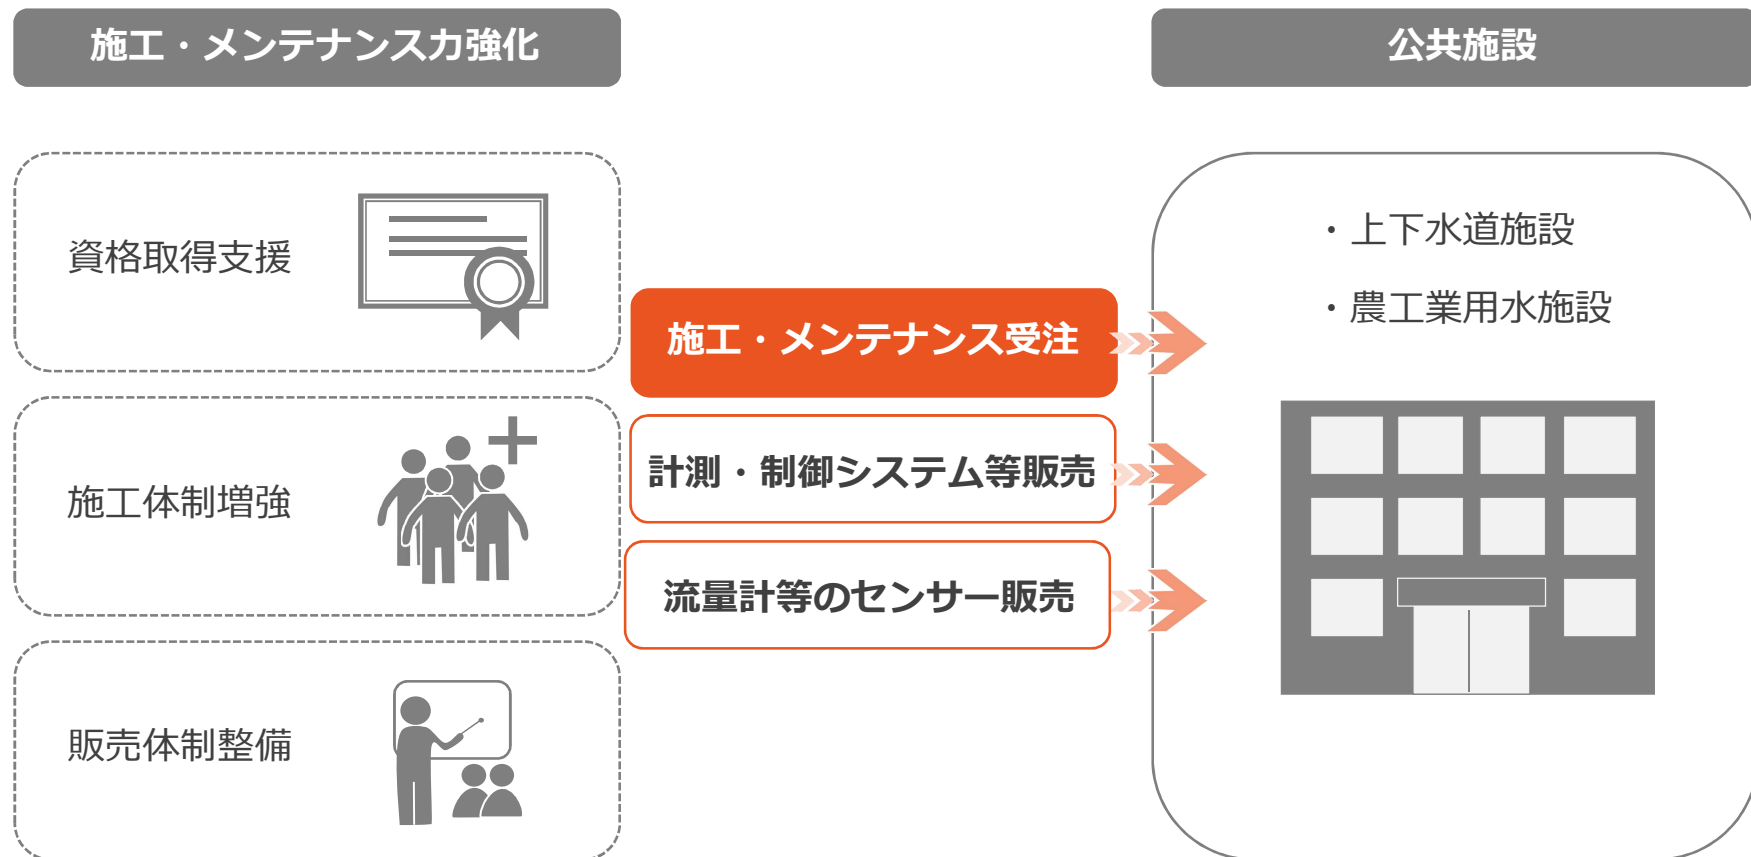 施工・メンテナンス力強化
資格取得支援
施工体制増強
販売体制整備
施工・メンテナンス受注
計測・制御システム等販売
流量計等のセンサー販売
公共施設
・上下水道施設
・農工業用水施設